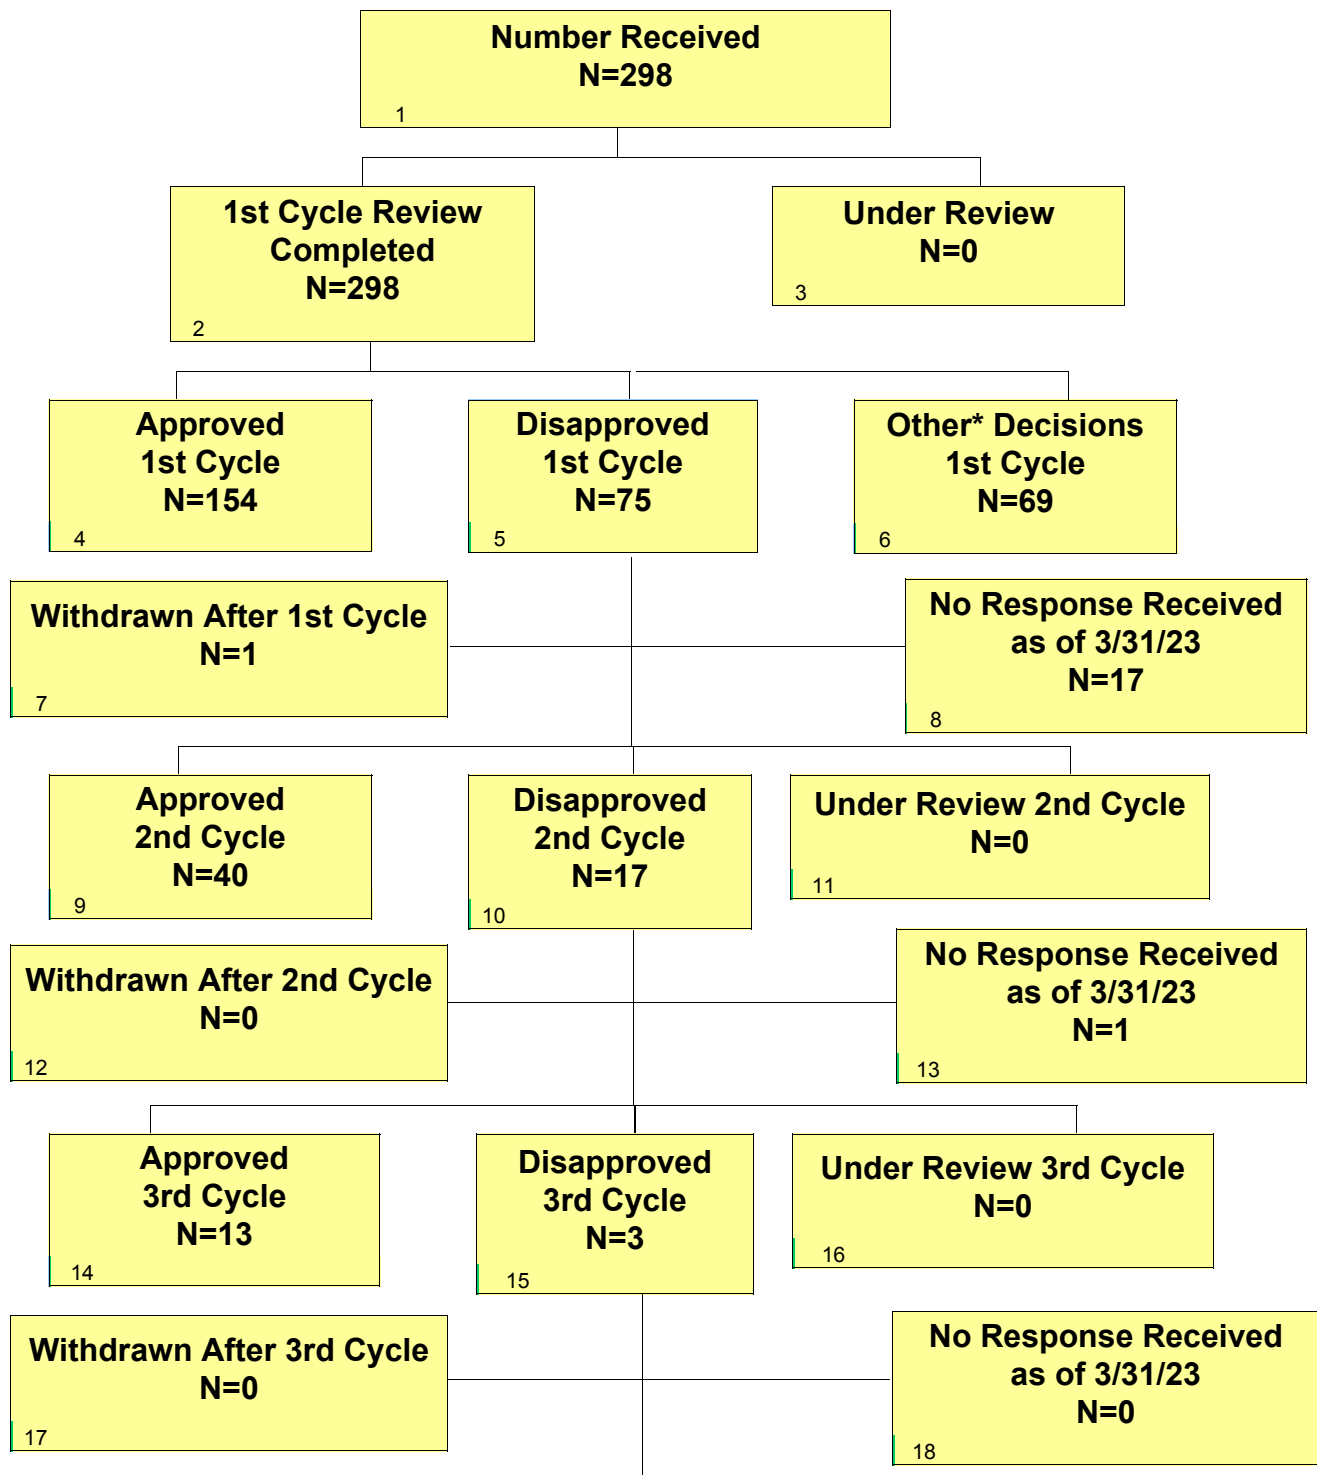 Number Received
N=298
1
1st Cycle Review
Completed
N=298
2
Under Review
N=0
3
Approved
1st Cycle
N=154
4
Disapproved
1st Cycle
N=75
5
Other* Decisions
1st Cycle
N=69
6
Withdrawn After 1st Cycle
N=1
7
No Response Received
as of 3/31/23
N=17
8
Approved
2nd Cycle
N=40
9
Disapproved
2nd Cycle
N=17
10
Under Review 2nd Cycle
N=0
11
Withdrawn After 2nd Cycle
N=0
12
No Response Received
as of 3/31/23
N=1
13
Approved
3rd Cycle
N=13
14
Disapproved
3rd Cycle
N=3
15
Under Review 3rd Cycle
N=0
16
Withdrawn After 3rd Cycle
N=0
17
No Response Received
as of 3/31/23
N=0
18